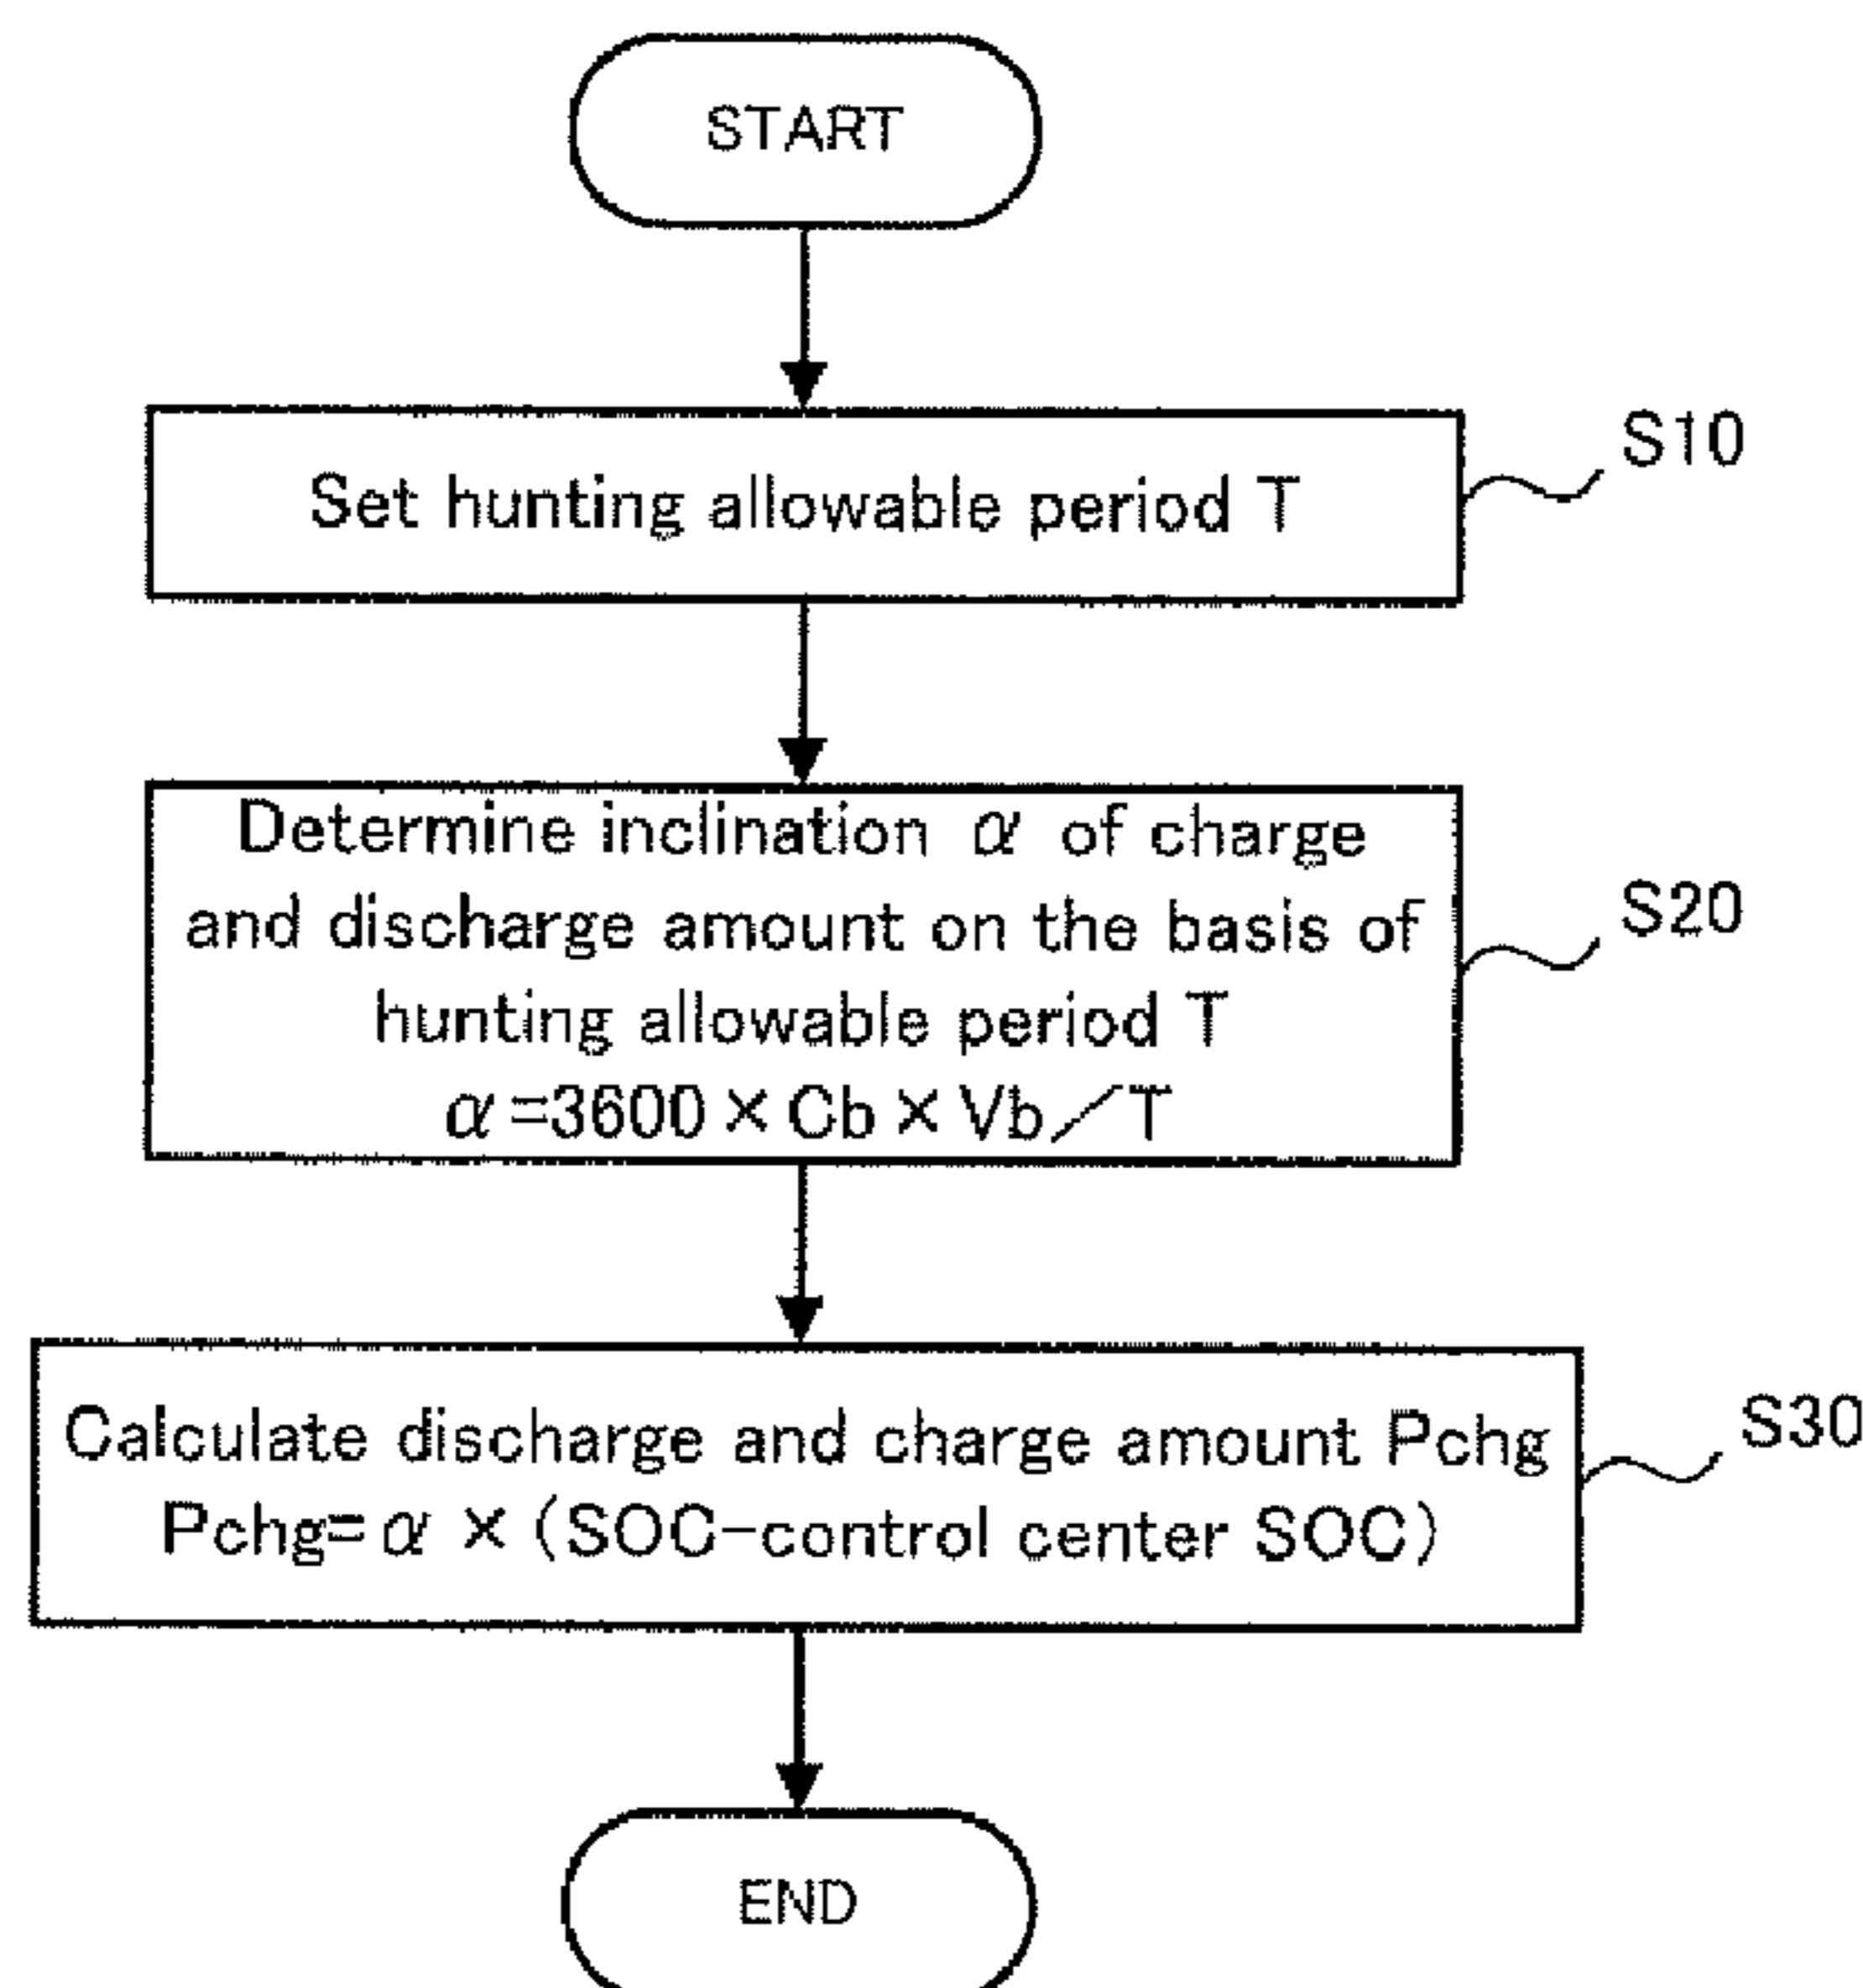 START
Set hunting allowable period T
S10
Determine inclination α of charge
and discharge amount on the basis of
hunting allowable period T
α=3600×Cb×Vb／T
S20
Calculate discharge and charge amount Pchg
Pchg=α×(SOC-control center SOC)
S30
END